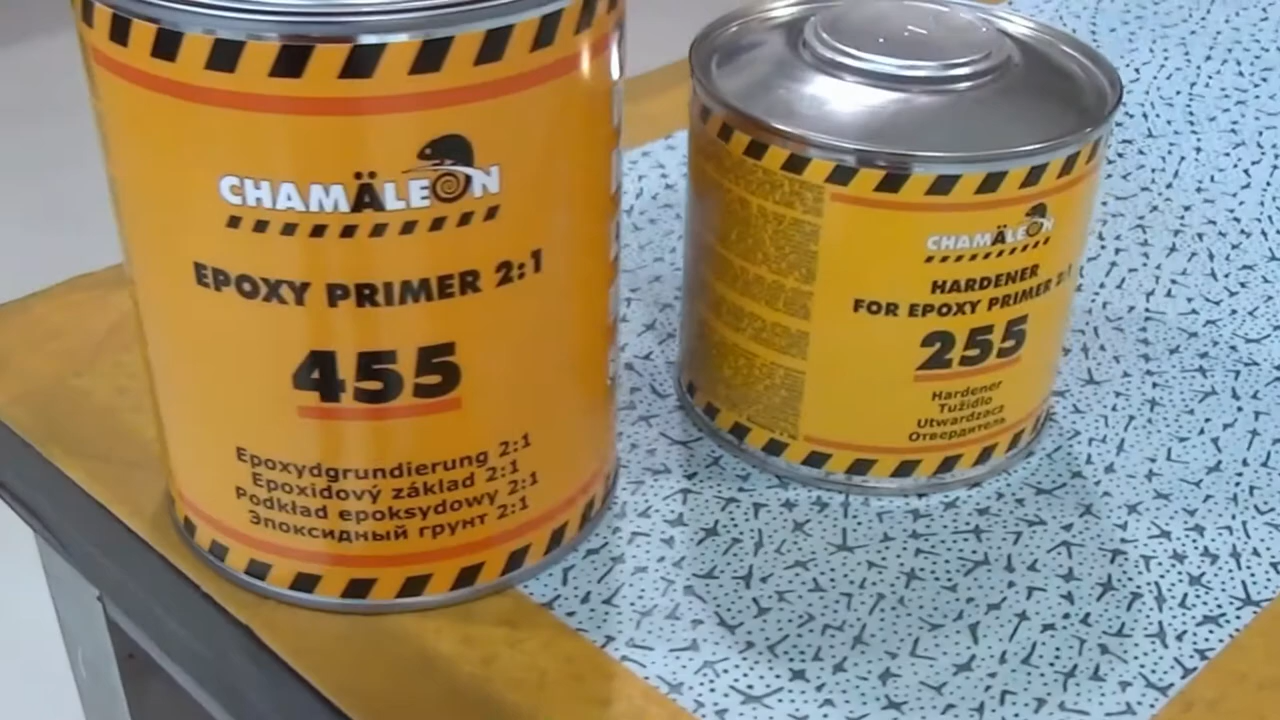 CHAMÄLEON
EPOXY PRIMER 2:1
455
Epoxydgrundierung 2:1
Epoxidový základ 2:1
Podkład epoksydowy 2:1
Эпоксидный грунт 2:1
CHAMÄLEON
HARDENER
FOR EPOXY PRIMER 2:1
255
Hardener
Tužidlo
Utwardzacz
Отвердитель